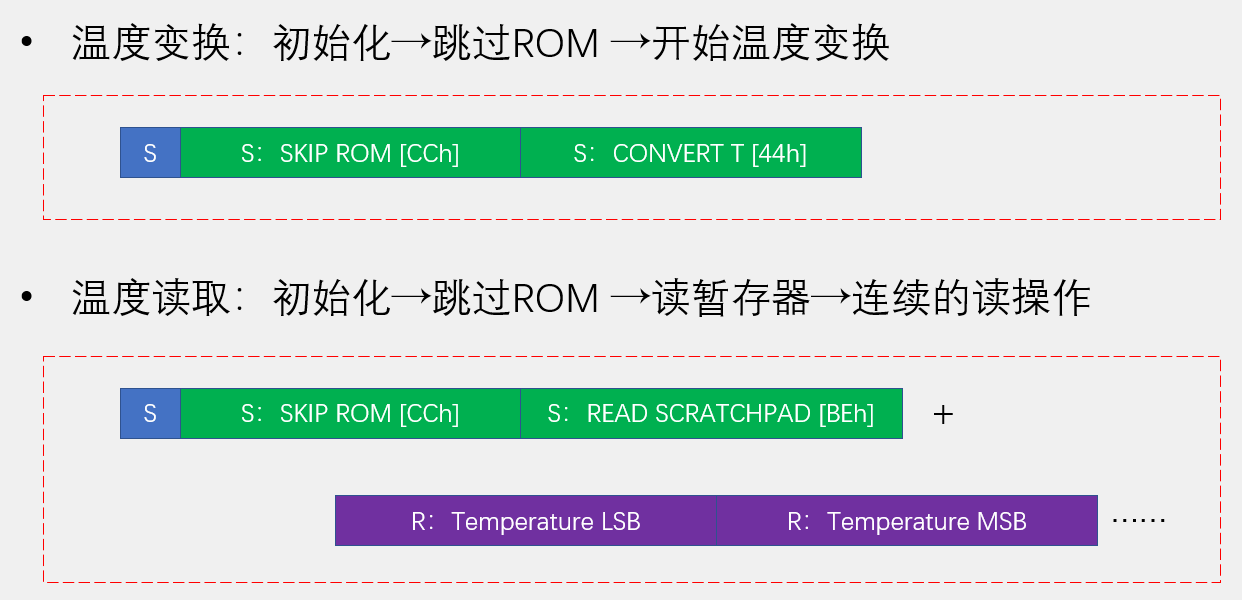 • 温度变换：初始化→跳过ROM →开始温度变换
S S：SKIP ROM [CCh] S：CONVERT T [44h]
• 温度读取：初始化→跳过ROM →读暂存器→连续的读操作
S S：SKIP ROM [CCh] S：READ SCRATCHPAD [BEh] +
R：Temperature LSB R：Temperature MSB ……